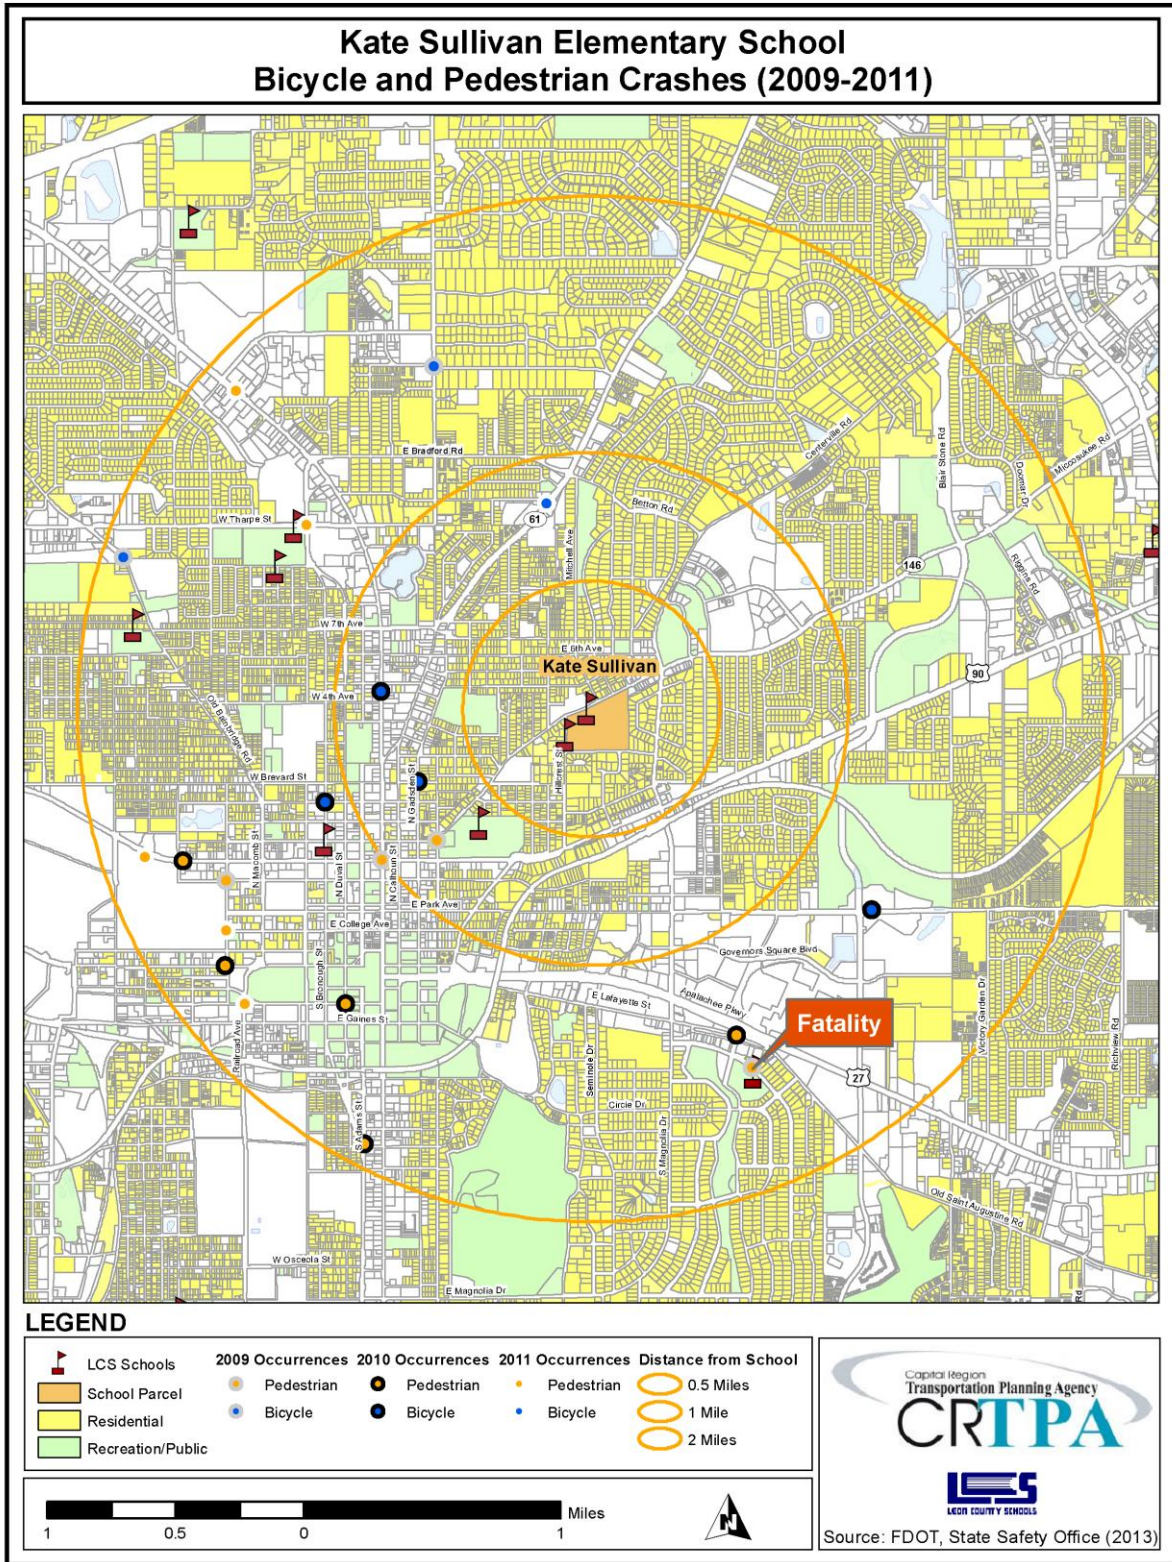 Kate Sullivan Elementary School
Bicycle and Pedestrian Crashes (2009-2011)
E Bradford Rd
Centerville Rd
Blair Stone Rd
Miccosukee Rd
Doomar Dr
W Tharpe St
61
Betton Rd
Mitchell Ave
146
Riggins Rd
W 7th Ave
E 6th Ave
Kate Sullivan
90
W 4th Ave
Old Bainbridge Rd
Hillcrest St
W Brevard St
N Gadsden St
N Macomb St
N Duval St
N Calhoun St
E Park Ave
E College Ave
Governors Square Blvd
S Bronough St
E Lafayette St
Apalachee Pkwy
E Gaines St
Fatality
Victory Garden Dr
Richview Rd
Railroad Ave
Seminole Dr
27
Circle Dr
S Adams St
S Magnolia Dr
Old Saint Augustine Rd
W Osceola St
E Magnolia Dr
Rd
LEGEND
LCS Schools
School Parcel
Residential
Recreation/Public
2009 Occurrences
Pedestrian
Bicycle
2010 Occurrences
Pedestrian
Bicycle
2011 Occurrences
Pedestrian
Bicycle
Distance from School
0.5 Miles
1 Mile
2 Miles
Miles
1 0.5 0 1
N
Capital Region
Transportation Planning Agency
CRTPA
LCS
LEON COUNTY SCHOOLS
Source: FDOT, State Safety Office (2013)